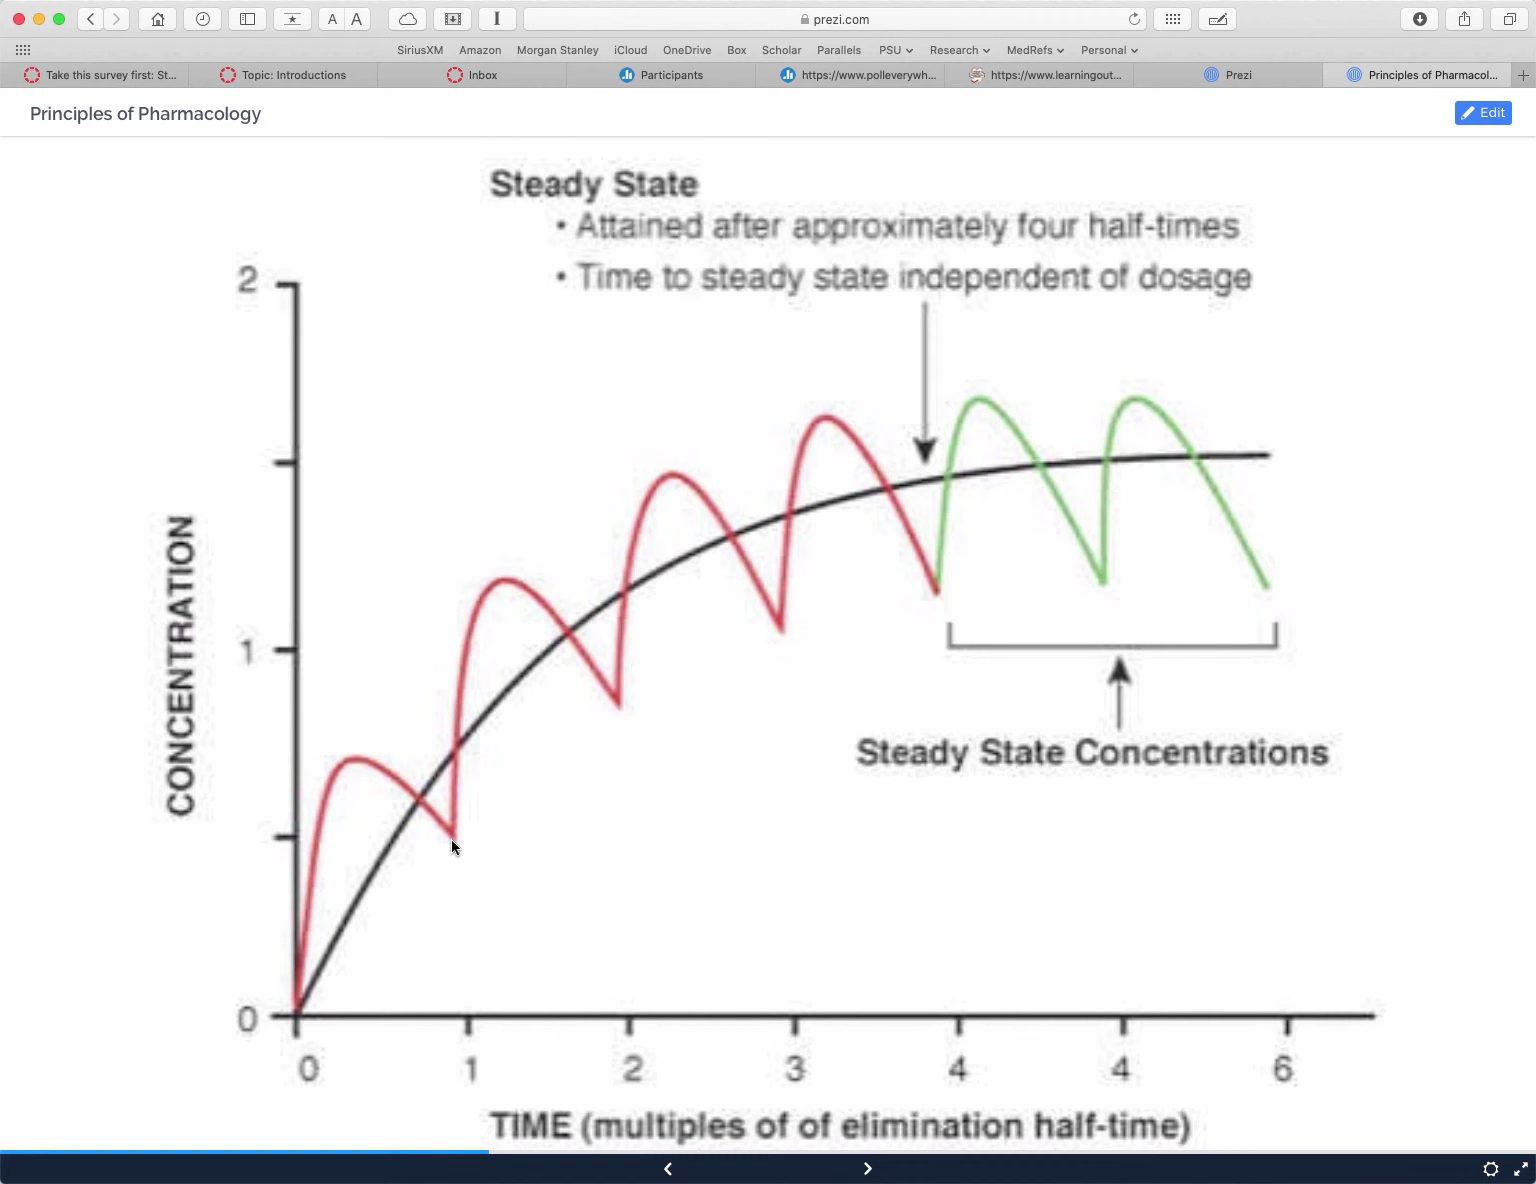 prezi.com
A A
SiriusXM Amazon Morgan Stanley iCloud OneDrive Box Scholar Parallels PSU Research MedRefs Personal
Take this survey first: St... Topic: Introductions Inbox Participants https://www.polleverywh... https://www.learningout... Prezi Principles of Pharmacol...
Principles of Pharmacology
Edit
Steady State
• Attained after approximately four half-times
• Time to steady state independent of dosage
2
1
0
CONCENTRATION
Steady State Concentrations
0 1 2 3 4 4 6
TIME (multiples of of elimination half-time)